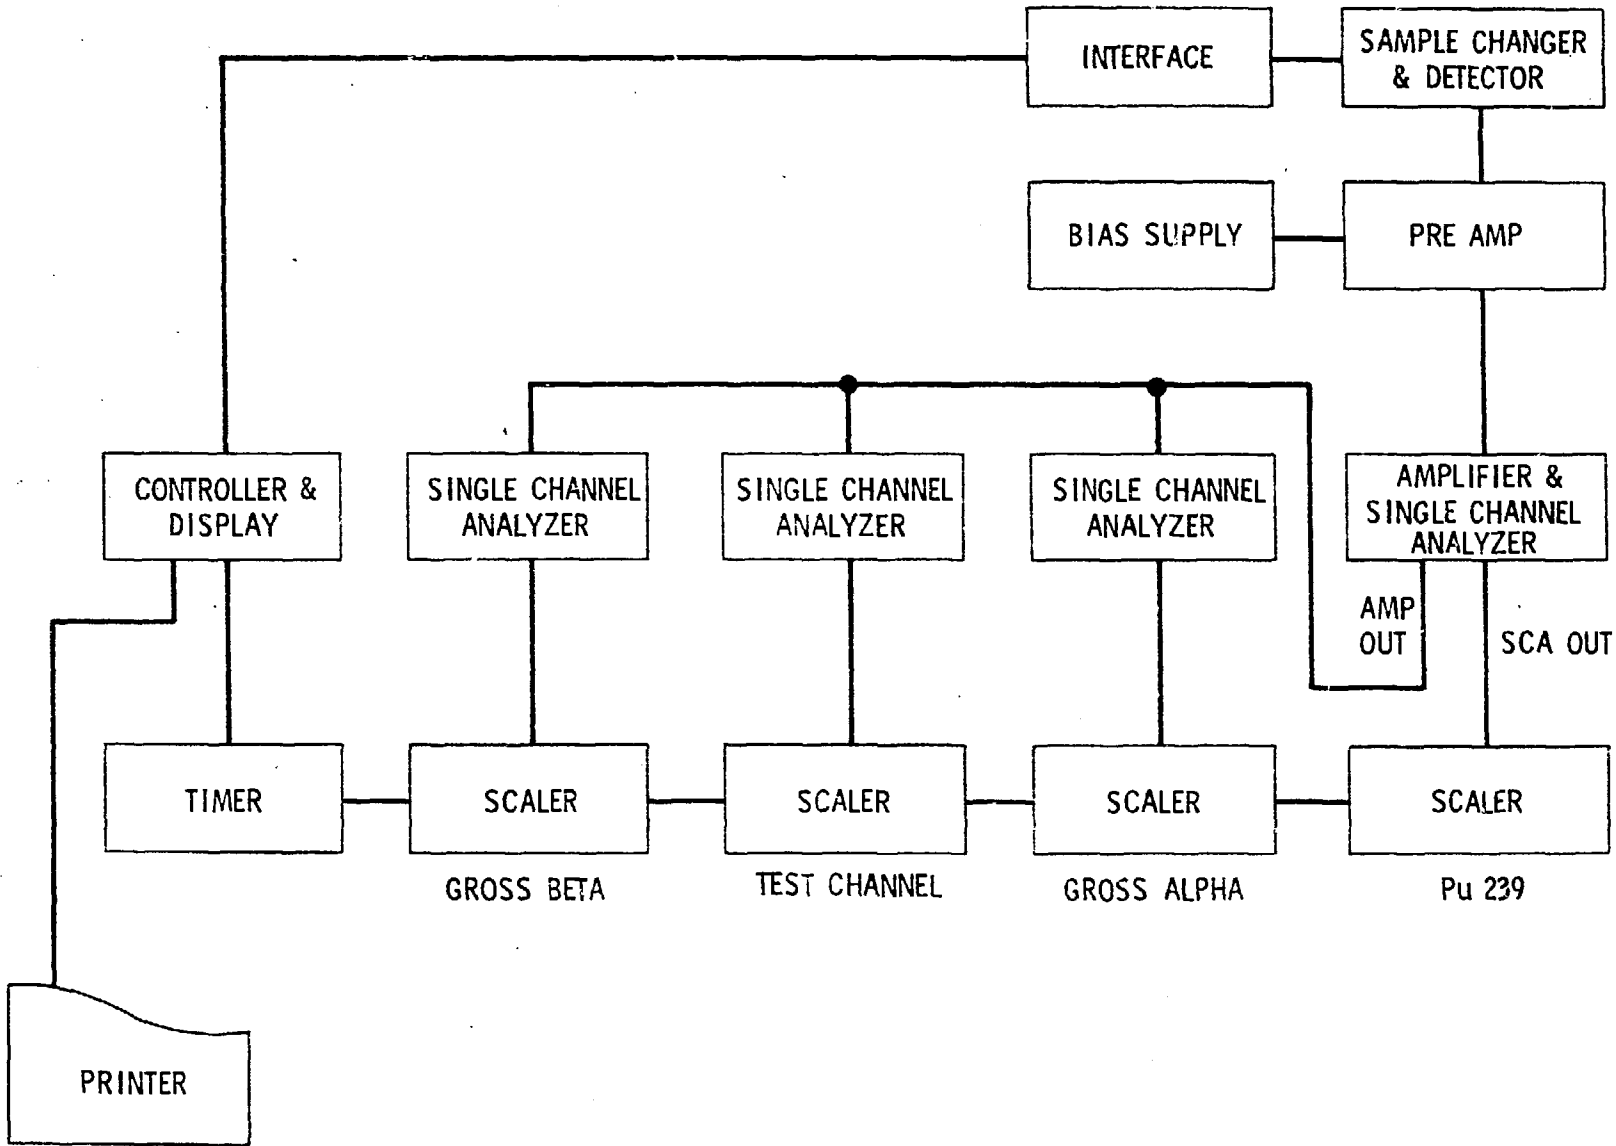 INTERFACE
SAMPLE CHANGER
& DETECTOR
BIAS SUPPLY
PRE AMP
CONTROLLER &
DISPLAY
SINGLE CHANNEL
ANALYZER
SINGLE CHANNEL
ANALYZER
SINGLE CHANNEL
ANALYZER
AMPLIFIER &
SINGLE CHANNEL
ANALYZER
AMP
OUT
SCA OUT
TIMER
SCALER
SCALER
SCALER
SCALER
GROSS BETA
TEST CHANNEL
GROSS ALPHA
Pu 239
PRINTER